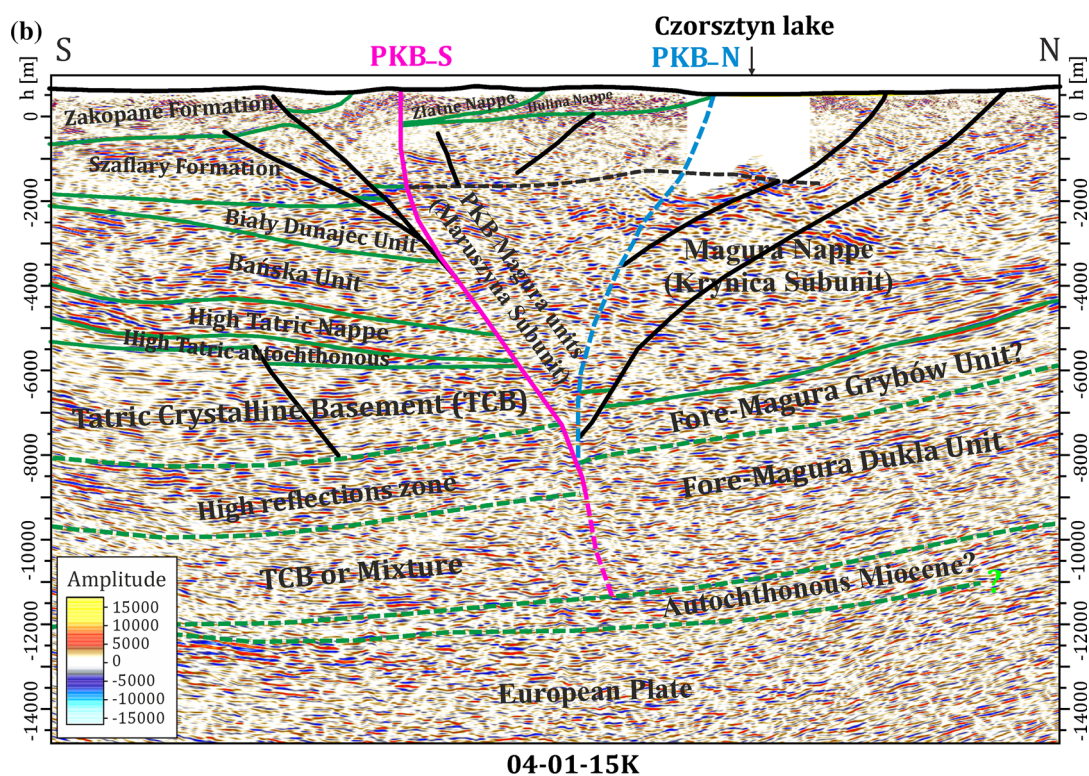 (b)
S
PKB-S
PKB-N
Czorsztyn lake
N
h [m]
h [m]
Zakopane Formation
Złatne Nappe
Hulina Nappe
Szaflary Formation
Biały Dunajec Unit
Bańska Unit
High Tatric Nappe
High Tatric autochthonous
PKB Magura units
(Maruszyna Subunit)
Magura Nappe
(Krynica Subunit)
Tatric Crystalline Basement (TCB)
Fore-Magura Grybów Unit?
Fore-Magura Dukla Unit
High reflections zone
TCB or Mixture
Autochthonous Miocene?
?
European Plate
0
-2000
-4000
-6000
-8000
-10000
-12000
-14000
0
-2000
-4000
-6000
-8000
-10000
-12000
-14000
Amplitude
15000
10000
5000
0
-5000
-10000
-15000
04-01-15K